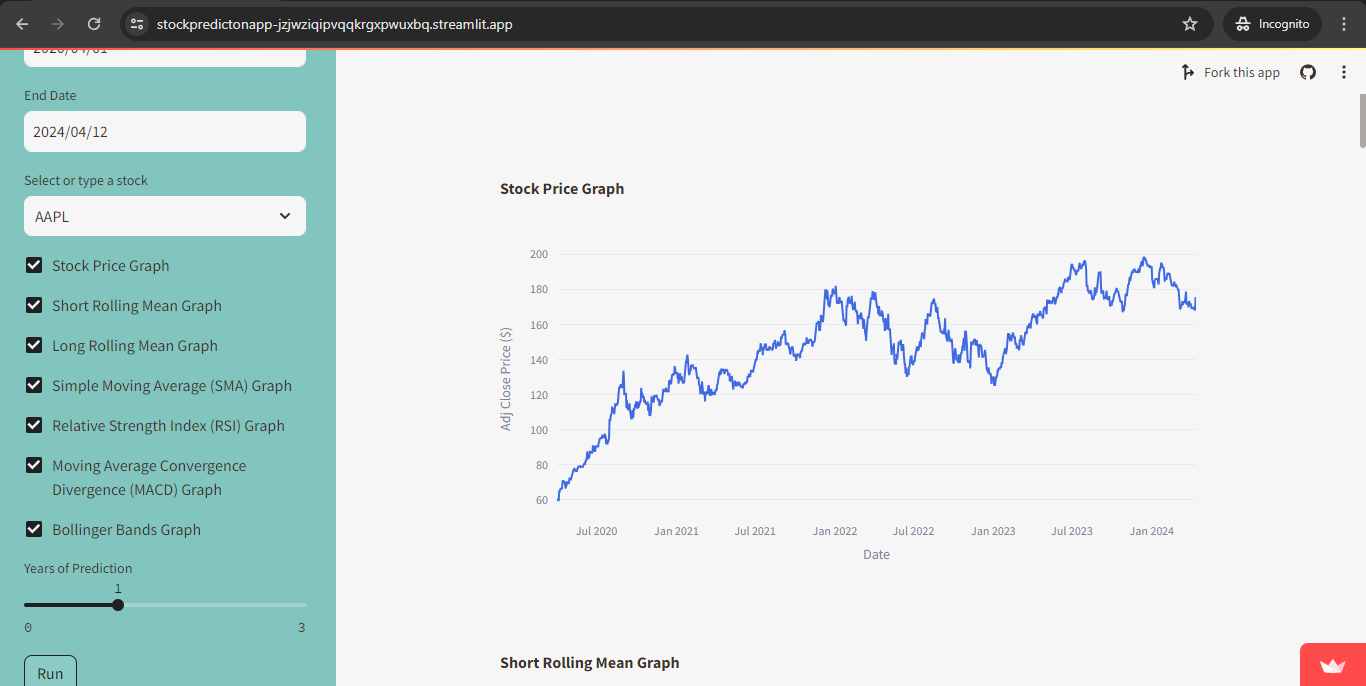 stockpredictonapp-jzjwziqipvqqkrgxpwuxbq.streamlit.app
Incognito
Fork this app
2020/04/01
End Date
2024/04/12
Select or type a stock
AAPL
Stock Price Graph
Short Rolling Mean Graph
Long Rolling Mean Graph
Simple Moving Average (SMA) Graph
Relative Strength Index (RSI) Graph
Moving Average Convergence
Divergence (MACD) Graph
Bollinger Bands Graph
Years of Prediction
1
0 3
Run
Stock Price Graph
200
180
160
140
120
100
80
60
Adj Close Price ($)
Jul 2020 Jan 2021 Jul 2021 Jan 2022 Jul 2022 Jan 2023 Jul 2023 Jan 2024
Date
Short Rolling Mean Graph